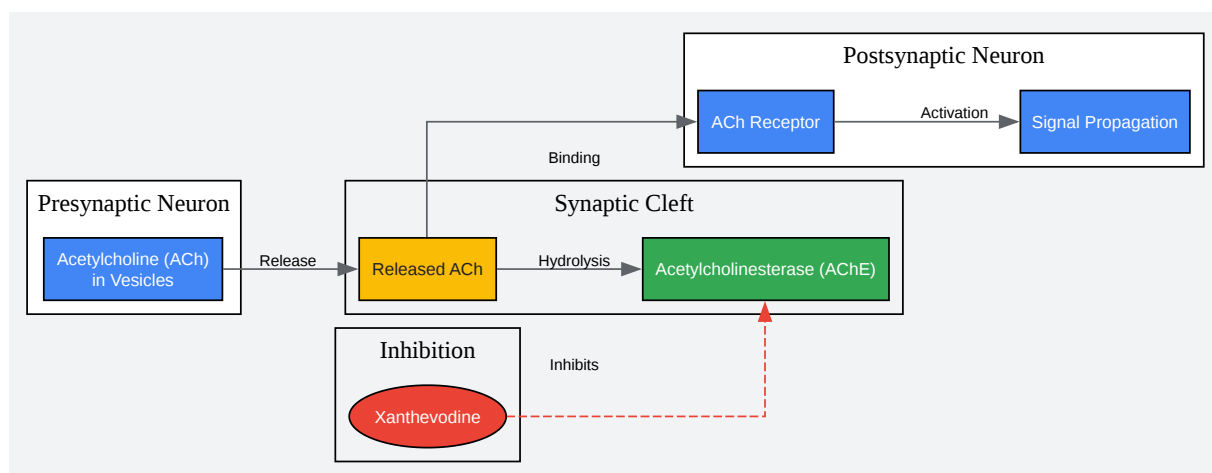 Postsynaptic Neuron
ACh Receptor
Activation
Signal Propagation
Binding
Presynaptic Neuron
Acetylcholine (ACh)
in Vesicles
Release
Synaptic Cleft
Released ACh
Hydrolysis
Acetylcholinesterase (AChE)
Inhibition
Inhibits
Xanthevodine